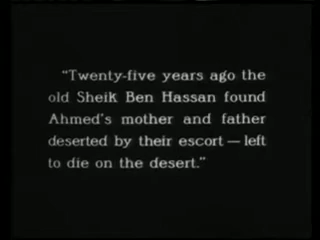 "Twenty-five years ago the
old Sheik Ben Hassan found
Ahmed's mother and father
deserted by their escort — left
to die on the desert."